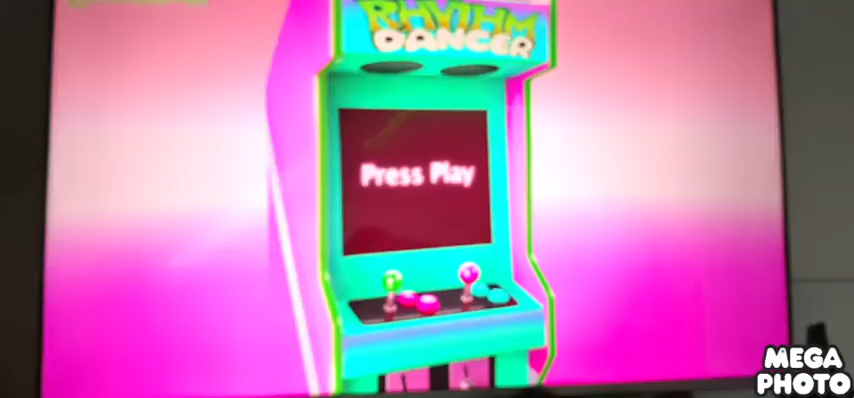 RHYTHM
DANCER
Press Play
MEGA
PHOTO